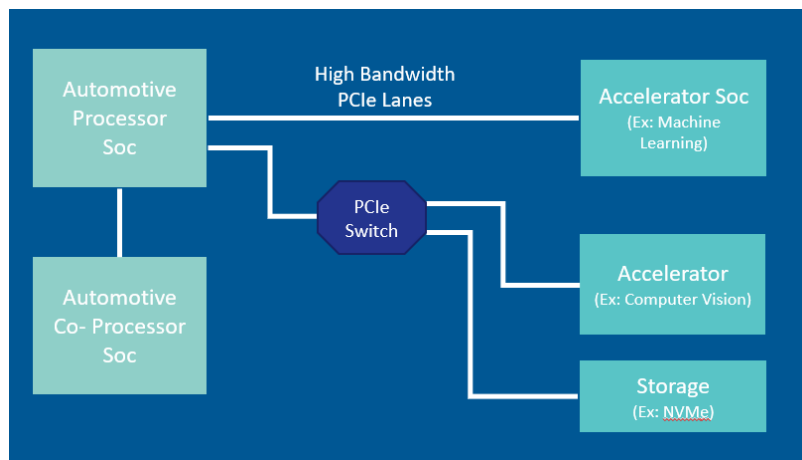 Automotive
Processor
Soc
High Bandwidth
PCIe Lanes
Accelerator Soc
(Ex: Machine
Learning)
PCIe
Switch
Automotive
Co- Processor
Soc
Accelerator
(Ex: Computer Vision)
Storage
(Ex: NVMe)